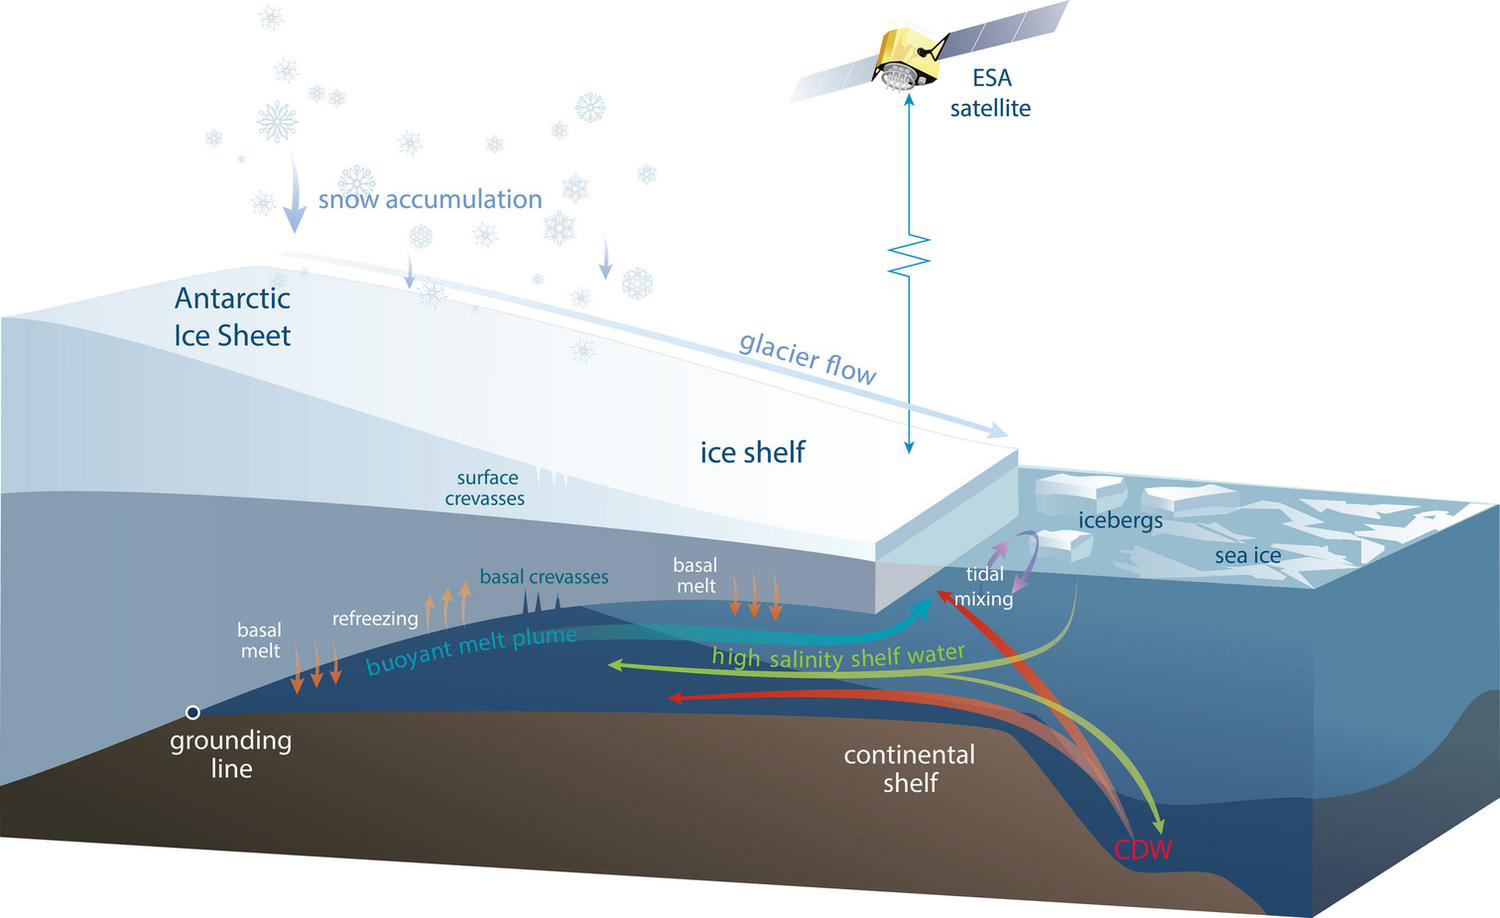 ESA
satellite
snow accumulation
Antarctic
Ice Sheet
glacier flow
ice shelf
surface
crevasses
icebergs
sea ice
basal
melt
basal crevasses
tidal
mixing
refreezing
basal
melt
buoyant melt plume
high salinity shelf water
grounding
line
continental
shelf
CDW